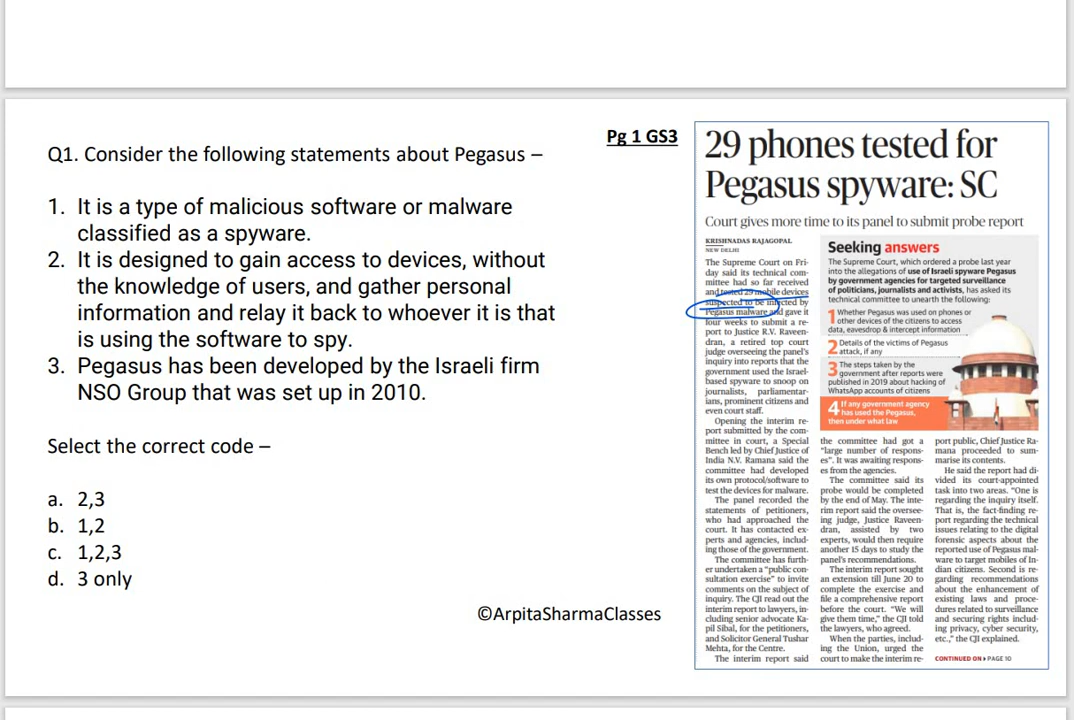 Q1. Consider the following statements about Pegasus –
1. It is a type of malicious software or malware
classified as a spyware.
2. It is designed to gain access to devices, without
the knowledge of users, and gather personal
information and relay it back to whoever it is that
is using the software to spy.
3. Pegasus has been developed by the Israeli firm
NSO Group that was set up in 2010.
Select the correct code –
a. 2,3
b. 1,2
c. 1,2,3
d. 3 only
©ArpitaSharmaClasses
Pg 1 GS3
29 phones tested for
Pegasus spyware: SC
Court gives more time to its panel to submit probe report
KRISHNADAS RAJAGOPAL
NEW DELHI
The Supreme Court on Fri-
day said its technical com-
mittee had so far received
and tested 29 mobile devices
suspected to be infected by
Pegasus malware and gave it
four weeks to submit a re-
port to Justice R.V. Raveen-
dran, a retired top court
judge overseeing the panel's
inquiry into reports that the
government used the Israel-
based spyware to snoop on
journalists, parliamentar-
ians, prominent citizens and
even court staff.
Opening the interim re-
port submitted by the com-
mittee in court, a Special
Bench led by Chief Justice of
India N.V. Ramana said the
committee had developed
its own protocol/software to
test the devices for malware.
The panel recorded the
statements of petitioners,
who had approached the
court. It has contacted ex-
perts and agencies, includ-
ing those of the government.
The committee has furth-
er undertaken a "public con-
sultation exercise" to invite
comments on the subject of
inquiry. The CJI read out the
interim report to lawyers, in-
cluding senior advocate Ka-
pil Sibal, for the petitioners,
and Solicitor General Tushar
Mehta, for the Centre.
The interim report said
Seeking answers
The Supreme Court, which ordered a probe last year
into the allegations of use of Israeli spyware Pegasus
by government agencies for targeted surveillance
of politicians, journalists and activists, has asked its
technical committee to unearth the following:
1 Whether Pegasus was used on phones or
other devices of the citizens to access
data, eavesdrop & intercept information
2 Details of the victims of Pegasus
attack, if any
3 The steps taken by the
government after reports were
published in 2019 about hacking of
WhatsApp accounts of citizens
4 If any government agency
has used the Pegasus,
then under what law
the committee had got a
"large number of respons-
es". It was awaiting respons-
es from the agencies.
The committee said its
probe would be completed
by the end of May. The inte-
rim report said the oversee-
ing judge, Justice Raveen-
dran, assisted by two
experts, would then require
another 15 days to study the
panel's recommendations.
The interim report sought
an extension till June 20 to
complete the exercise and
file a comprehensive report
before the court. "We will
give them time," the CJI told
the lawyers, who agreed.
When the parties, includ-
ing the Union, urged the
court to make the interim re-
port public, Chief Justice Ra-
mana proceeded to sum-
marise its contents.
He said the report had di-
vided its court-appointed
task into two areas. "One is
regarding the inquiry itself.
That is, the fact-finding re-
port regarding the technical
issues relating to the digital
forensic aspects about the
reported use of Pegasus mal-
ware to target mobiles of In-
dian citizens. Second is re-
garding recommendations
about the enhancement of
existing laws and proce-
dures related to surveillance
and securing rights includ-
ing privacy, cyber security,
etc.," the CJI explained.
CONTINUED ON PAGE 10